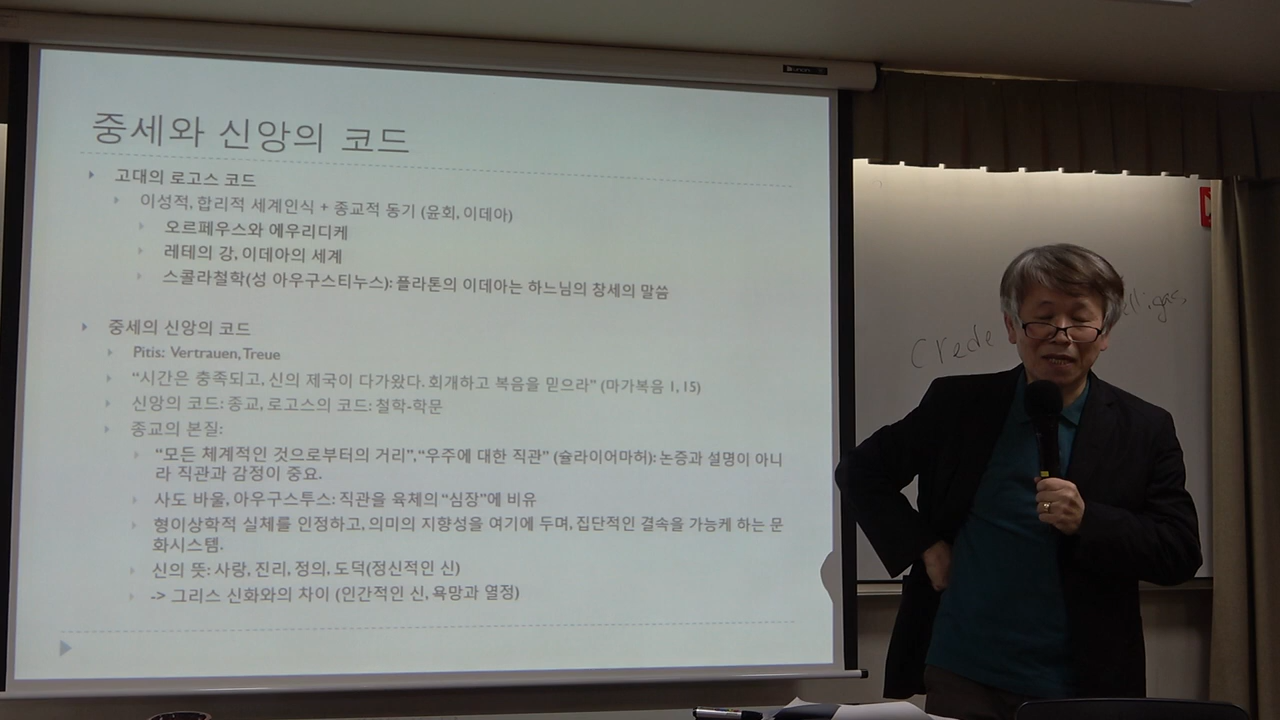 중세와 신앙의 코드
고대의 로고스 코드
이성적, 합리적 세계인식 + 종교적 동기 (윤회, 이데아)
오르페우스와 에우리디케
레테의 강, 이데아의 세계
스콜라철학(성 아우구스티누스): 플라톤의 이데아는 하느님의 창세의 말씀
중세의 신앙의 코드
Pitis: Vertrauen, Treue
“시간은 충족되고, 신의 제국이 다가왔다. 회개하고 복음을 믿으라” (마가복음 1, 15)
신앙의 코드: 종교, 로고스의 코드: 철학-학문
종교의 본질:
“모든 체계적인 것으로부터의 거리”, “우주에 대한 직관” (슐라이어마허): 논증과 설명이 아니
라 직관과 감정이 중요.
사도 바울, 아우구스투스: 직관을 육체의 “심장”에 비유
형이상학적 실체를 인정하고, 의미의 지향성을 여기에 두며, 집단적인 결속을 가능케 하는 문
화시스템.
신의 뜻: 사랑, 진리, 정의, 도덕(정신적인 신)
-> 그리스 신화와의 차이 (인간적인 신, 욕망과 열정)
Crede